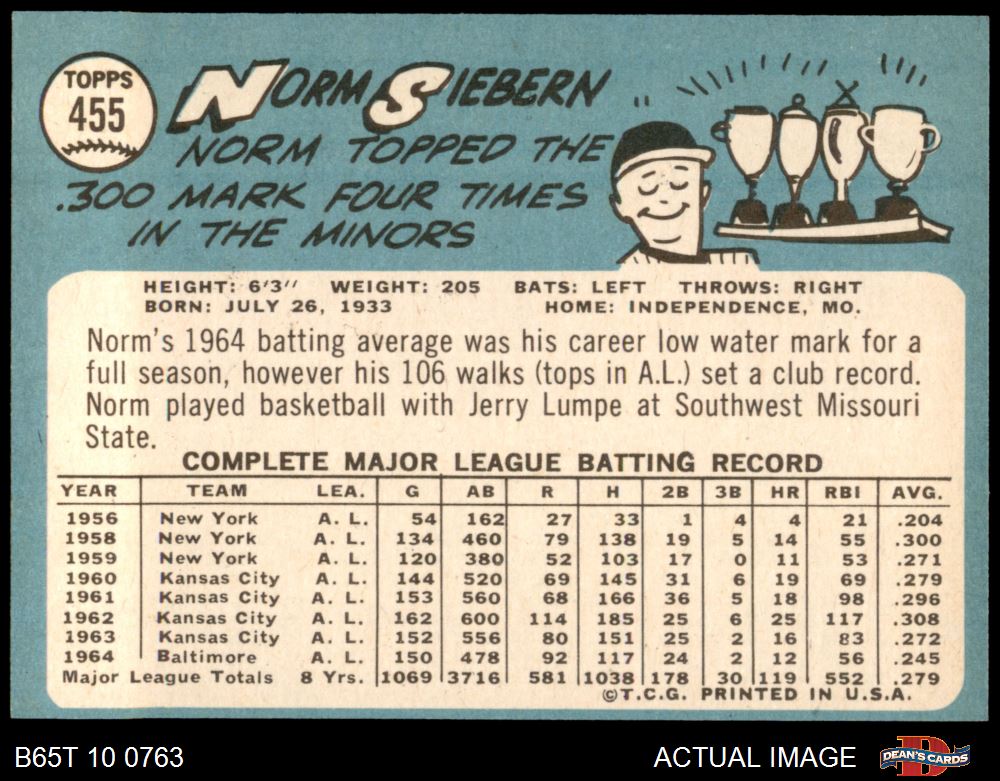 TOPPS
455
NORM SIEBERN
NORM TOPPED THE
.300 MARK FOUR TIMES
IN THE MINORS
HEIGHT: 6'3" WEIGHT: 205 BATS: LEFT THROWS: RIGHT
BORN: JULY 26, 1933 HOME: INDEPENDENCE, MO.
Norm's 1964 batting average was his career low water mark for a
full season, however his 106 walks (tops in A.L.) set a club record.
Norm played basketball with Jerry Lumpe at Southwest Missouri
State.
COMPLETE MAJOR LEAGUE BATTING RECORD
YEAR TEAM LEA. G AB R H 2B 3B HR RBI AVG.
1956 New York A. L. 54 162 27 33 1 4 4 21 .204
1958 New York A. L. 134 460 79 138 19 5 14 55 .300
1959 New York A. L. 120 380 52 103 17 0 11 53 .271
1960 Kansas City A. L. 144 520 69 145 31 6 19 69 .279
1961 Kansas City A. L. 153 560 68 166 36 5 18 98 .296
1962 Kansas City A. L. 162 600 114 185 25 6 25 117 .308
1963 Kansas City A. L. 152 556 80 151 25 2 16 83 .272
1964 Baltimore A. L. 150 478 92 117 24 2 12 56 .245
Major League Totals 8 Yrs. 1069 3716 581 1038 178 30 119 552 .279
©T.C.G. PRINTED IN U.S.A.
B65T 10 0763 ACTUAL IMAGE DEAN'S CARDS